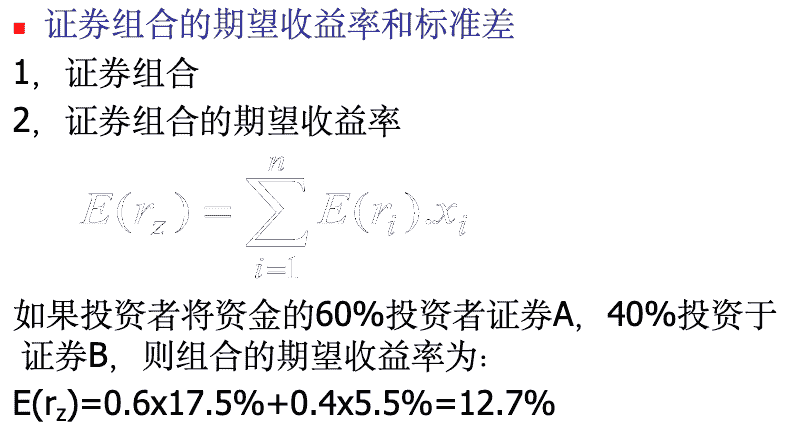 证券组合的期望收益率和标准差
1，证券组合
2，证券组合的期望收益率
n
E(r_z) = ∑ E(r_i).x_i
i=1
如果投资者将资金的60%投资者证券A，40%投资于
证券B，则组合的期望收益率为：
E(r_z)=0.6x17.5%+0.4x5.5%=12.7%